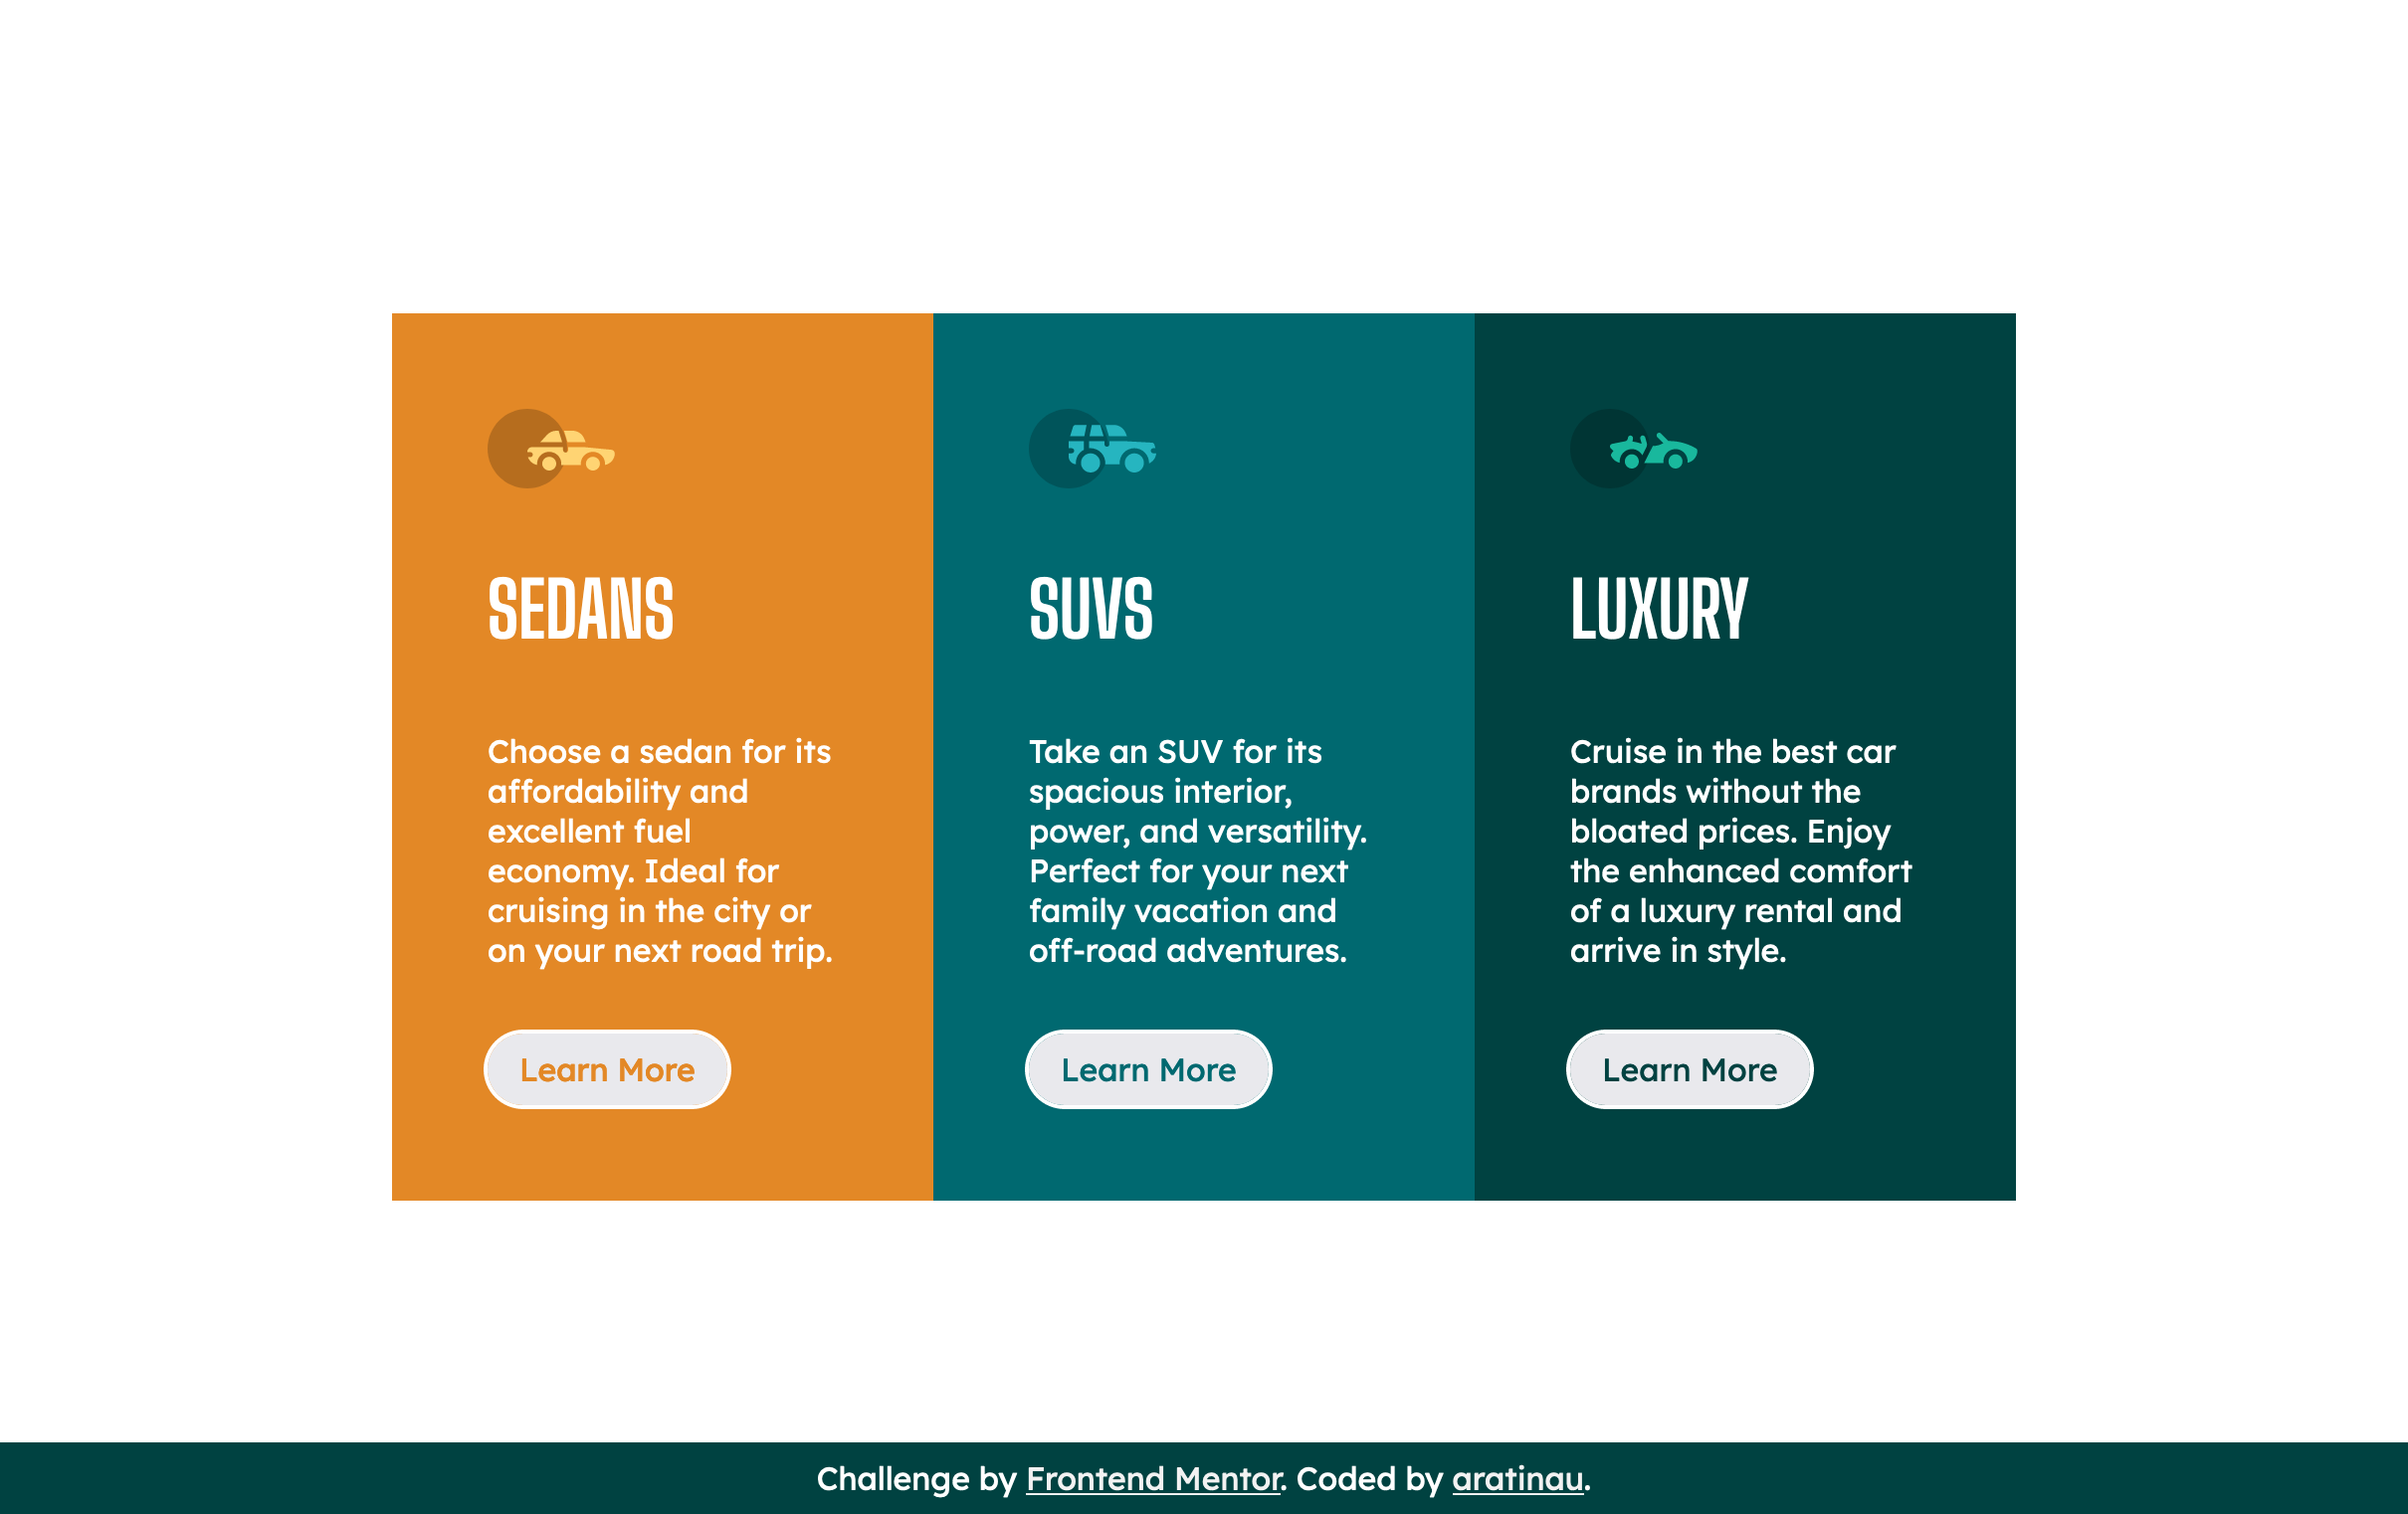 SEDANS
Choose a sedan for its
affordability and
excellent fuel
economy. Ideal for
cruising in the city or
on your next road trip.
Learn More
SUVS
Take an SUV for its
spacious interior,
power, and versatility.
Perfect for your next
family vacation and
off-road adventures.
Learn More
LUXURY
Cruise in the best car
brands without the
bloated prices. Enjoy
the enhanced comfort
of a luxury rental and
arrive in style.
Learn More
Challenge by Frontend Mentor. Coded by aratinau.